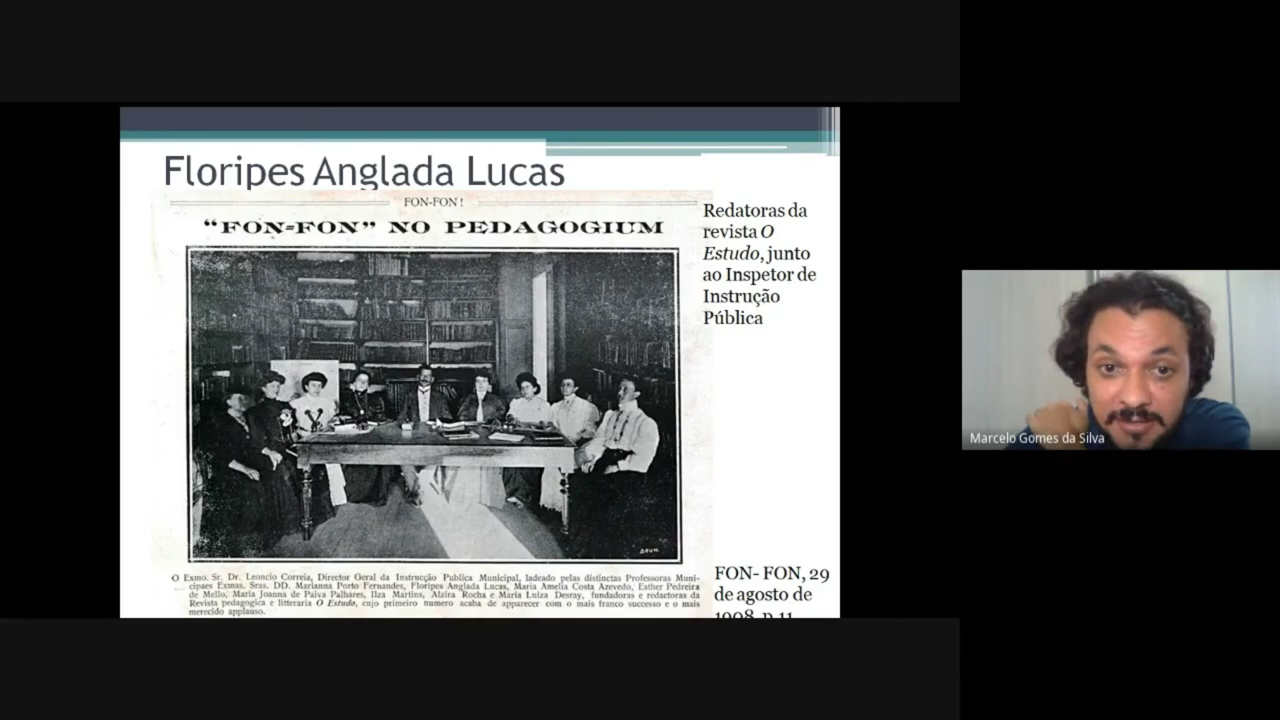 Floripes Anglada Lucas
FON-FON!
“FON-FON” NO PEDAGOGIUM
Redatoras da
revista O
Estudo, junto
ao Inspetor de
Instrução
Pública
O Exmo. Sr. Dr. Leoncio Correia, Director Geral da Instrucção Publica Municipal, ladeado pelas distinctas Professoras Muni-
cipaes Exmas. Sras. DD. Marianna Porto Fernandes, Floripes Anglada Lucas, Maria Amelia Costa Azevedo, Esther Pedreira
de Mello, Maria Joanna de Paiva Palhares, Ilza Martins, Alzira Rocha e Maria Luiza Desray, fundadoras e redactoras da
Revista pedagogica e litteraria O Estudo, cujo primeiro numero acaba de apparecer com o mais franco successo e o mais
merecido applauso.
FON- FON, 29
de agosto de
1908, p.11
Marcelo Gomes da Silva